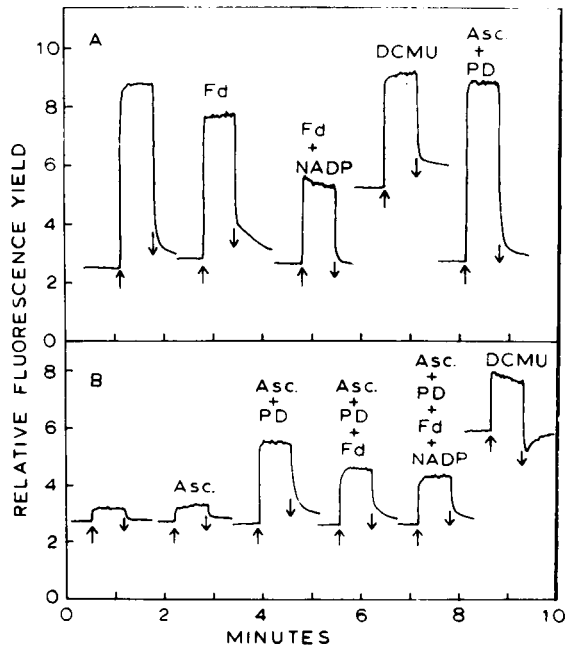 RELATIVE FLUORESCENCE YIELD
A
10
8
6
4
2
0
Fd
Fd
+
NADP
DCMU
Asc.
+
PD
B
8
6
4
2
0
Asc.
Asc.
+
PD
Asc.
+
PD
+
Fd
Asc.
+
PD
+
Fd
+
NADP
DCMU
0 2 4 6 8 10
MINUTES